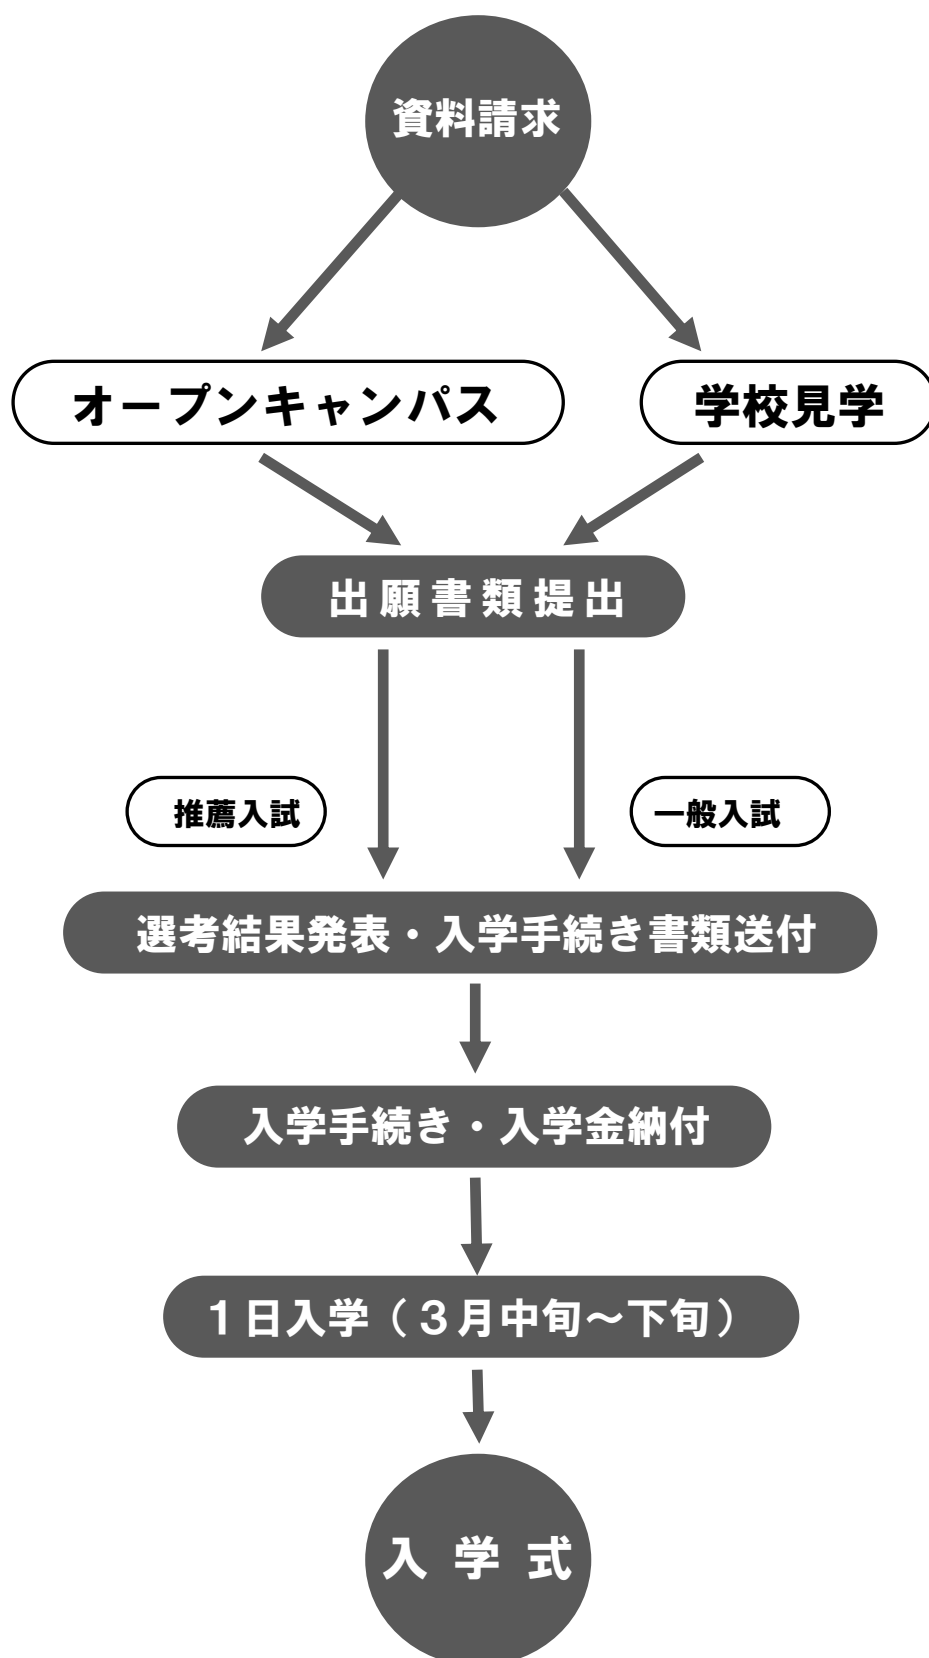 資料請求
オープンキャンパス
学校見学
出願書類提出
推薦入試
一般入試
選考結果発表・入学手続き書類送付
入学手続き・入学金納付
１日入学（３月中旬～下旬）
入学式